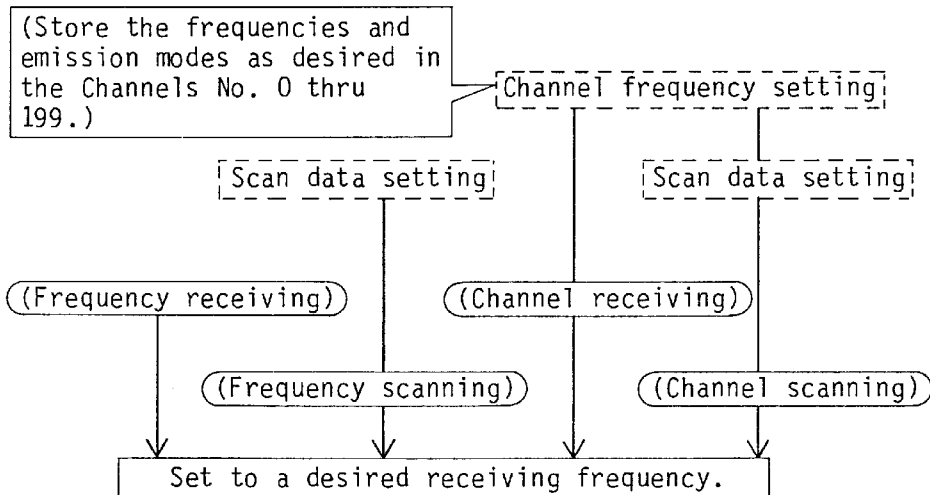 (Store the frequencies and
emission modes as desired in
the Channels No. 0 thru
199.)
Channel frequency setting
Scan data setting
Scan data setting
(Frequency receiving)
(Channel receiving)
(Frequency scanning)
(Channel scanning)
Set to a desired receiving frequency.